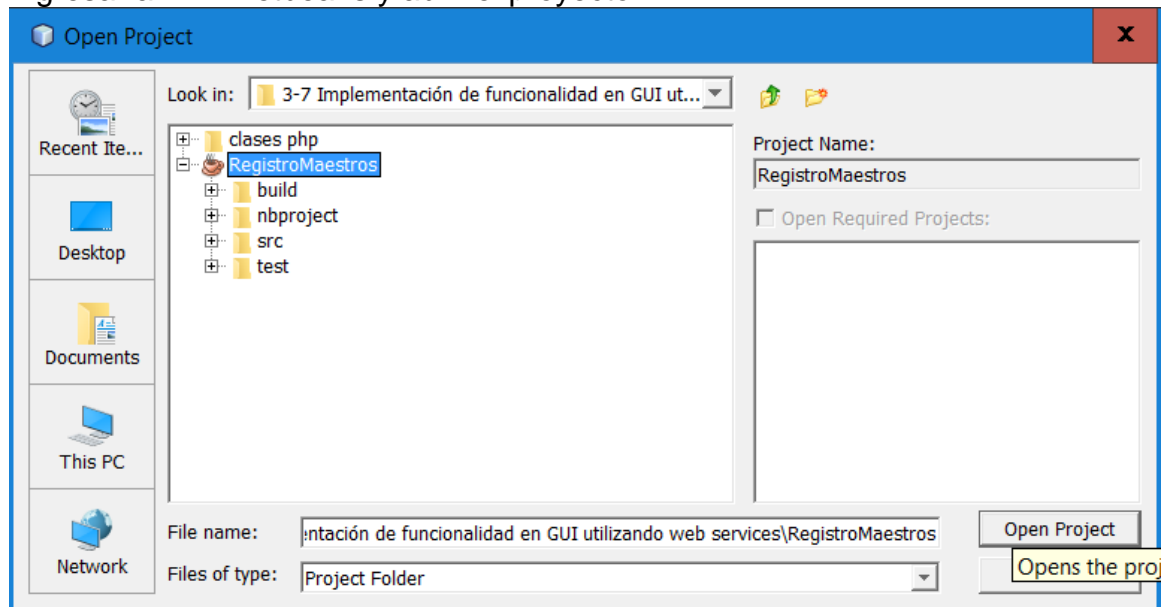 Open Project
x
Look in: 3-7 Implementación de funcionalidad en GUI ut...
Recent Ite...
Desktop
Documents
This PC
Network
clases php
RegistroMaestros
build
nbproject
src
test
Project Name:
RegistroMaestros
Open Required Projects:
File name: entación de funcionalidad en GUI utilizando web services\RegistroMaestros
Open Project
Files of type: Project Folder
Opens the proj